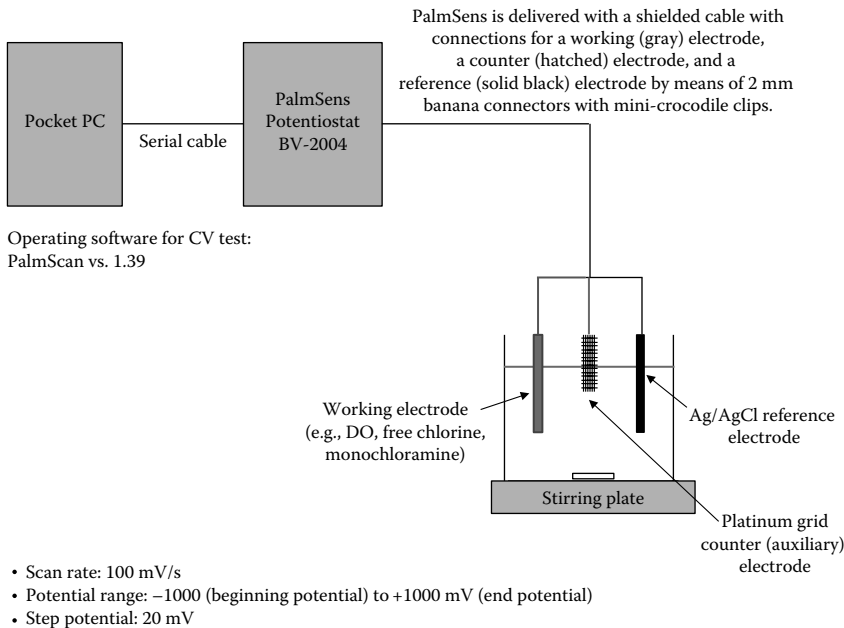 PalmSens is delivered with a shielded cable with
connections for a working (gray) electrode,
a counter (hatched) electrode, and a
reference (solid black) electrode by means of 2 mm
banana connectors with mini-crocodile clips.
Pocket PC
Serial cable
PalmSens
Potentiostat
BV-2004
Operating software for CV test:
PalmScan vs. 1.39
Working electrode
(e.g., DO, free chlorine,
monochloramine)
Ag/AgCl reference
electrode
Stirring plate
Platinum grid
counter (auxiliary)
electrode
• Scan rate: 100 mV/s
• Potential range: −1000 (beginning potential) to +1000 mV (end potential)
• Step potential: 20 mV